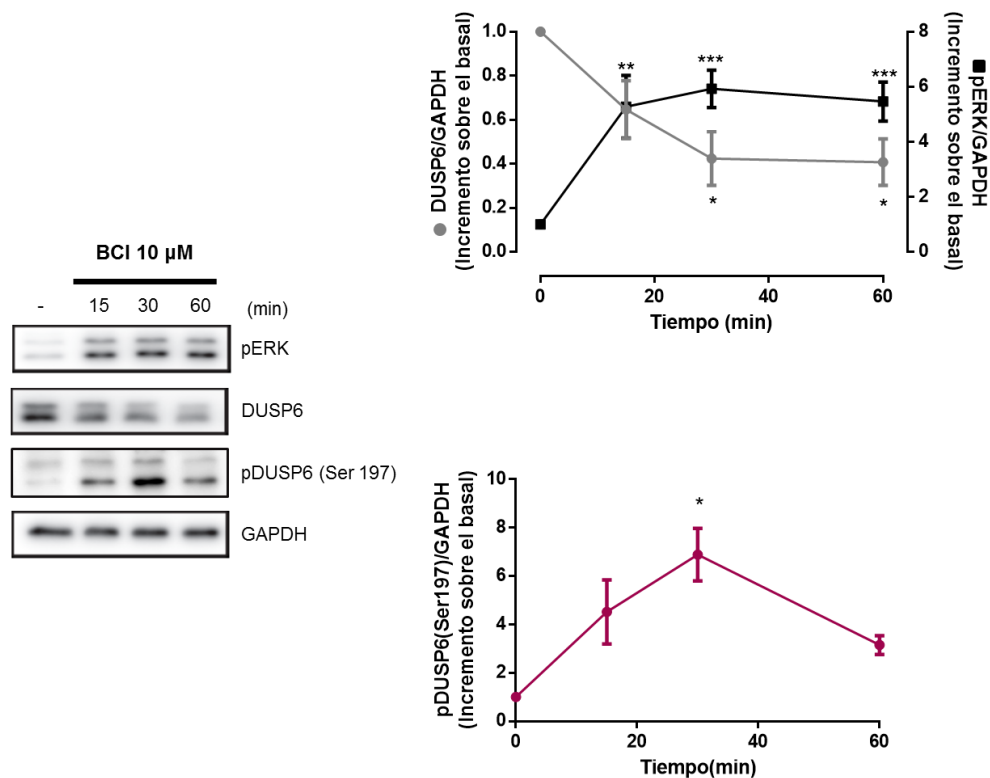 BCI 10 µM
- 15 30 60 (min)
pERK
DUSP6
pDUSP6 (Ser 197)
GAPDH
DUSP6/GAPDH
(Incremento sobre el basal)
1.0
0.8
0.6
0.4
0.2
0.0
** *** ***
* *
8
6
4
2
0
pERK/GAPDH
(Incremento sobre el basal)
0 20 40 60
Tiempo (min)
pDUSP6(Ser197)/GAPDH
(Incremento sobre el basal)
10
8
6
4
2
0
*
0 20 40 60
Tiempo(min)